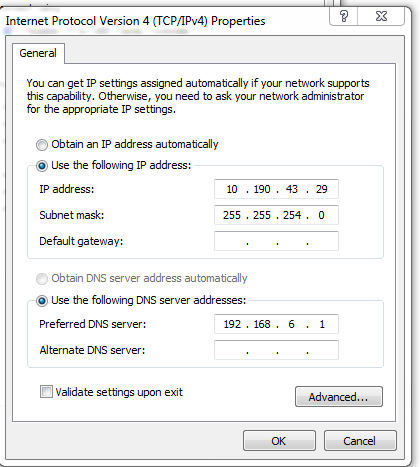 Internet Protocol Version 4 (TCP/IPv4) Properties
General
You can get IP settings assigned automatically if your network supports
this capability. Otherwise, you need to ask your network administrator
for the appropriate IP settings.
Obtain an IP address automatically
Use the following IP address:
IP address: 10 . 190 . 43 . 29
Subnet mask: 255 . 255 . 254 . 0
Default gateway: . . .
Obtain DNS server address automatically
Use the following DNS server addresses:
Preferred DNS server: 192 . 168 . 6 . 1
Alternate DNS server: . . .
Validate settings upon exit
Advanced...
OK Cancel